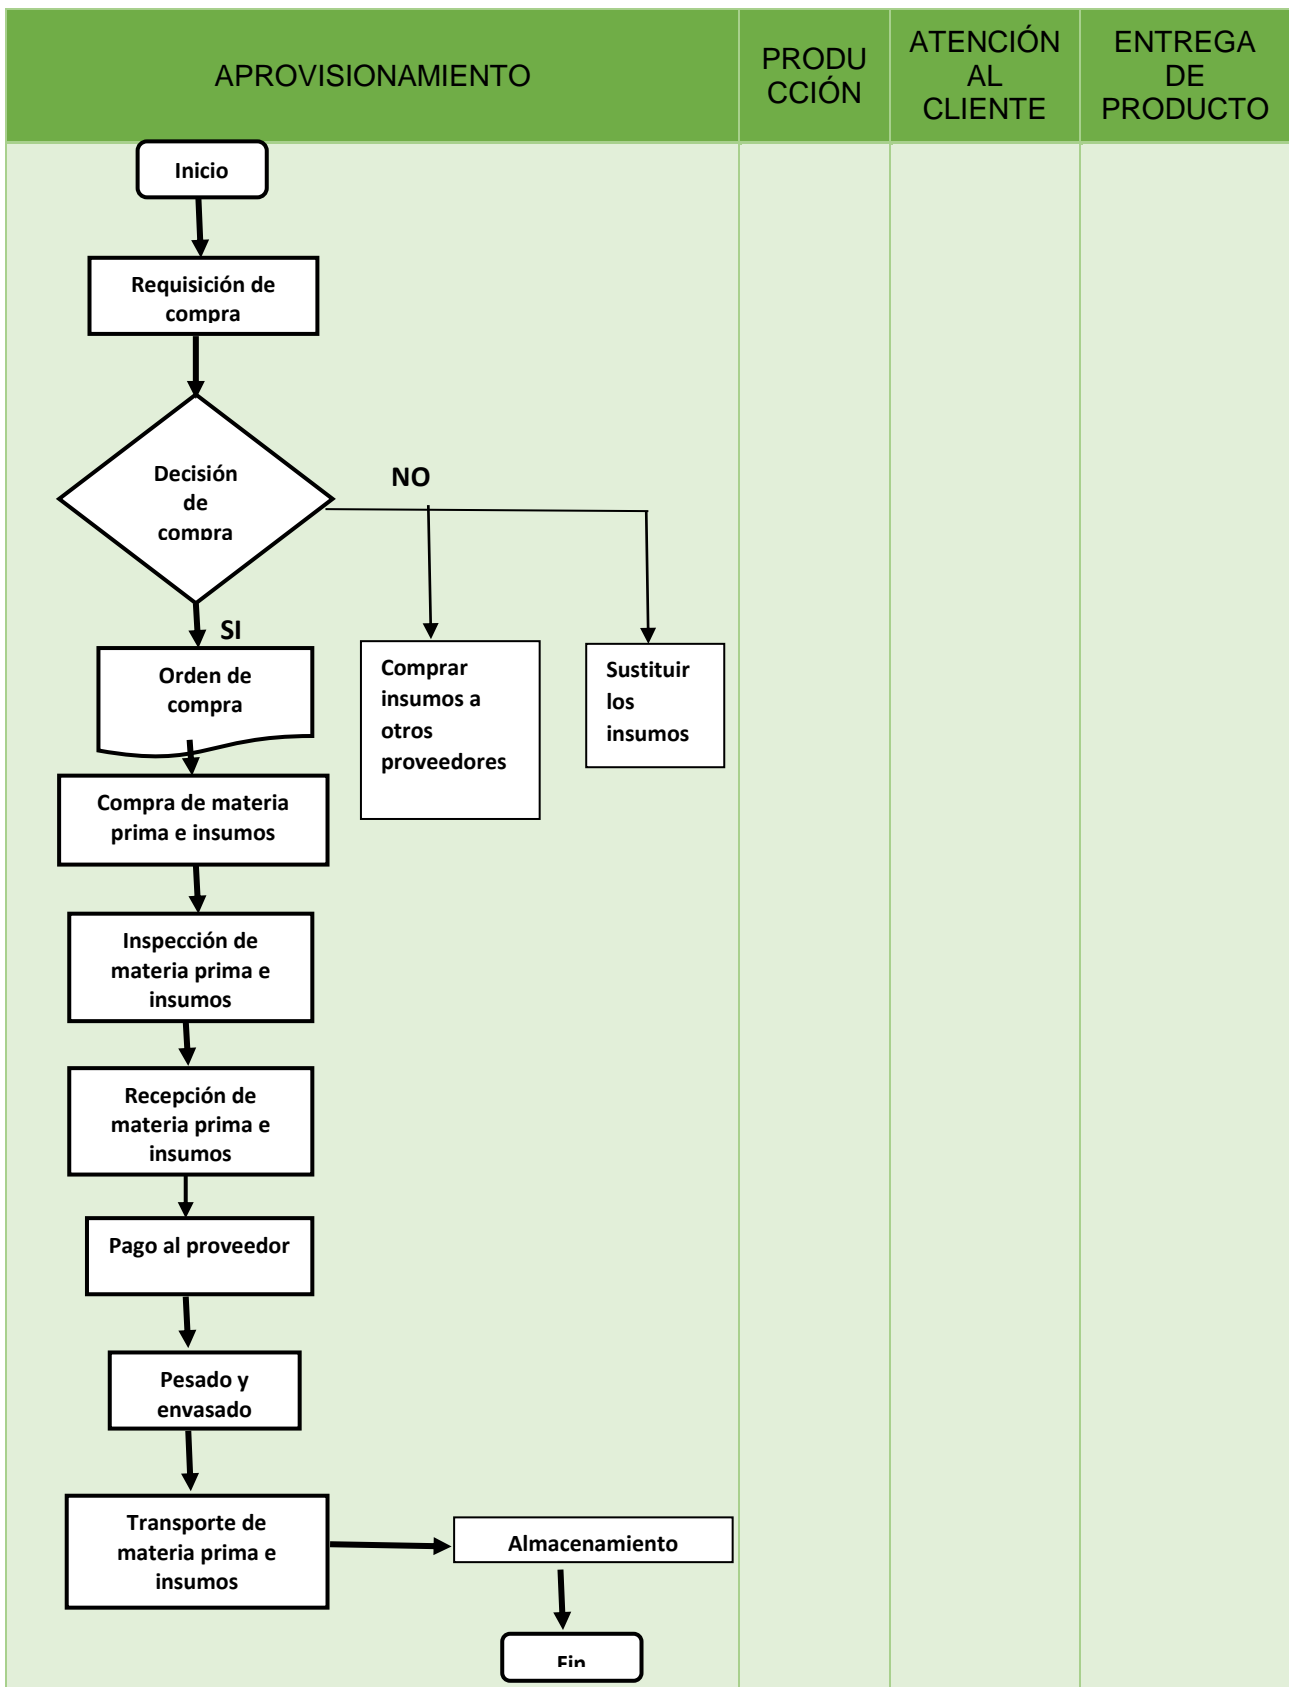 APROVISIONAMIENTO
PRODU
CCIÓN
ATENCIÓN
AL
CLIENTE
ENTREGA
DE
PRODUCTO
Inicio
Requisición de
compra
Decisión
de
compra
NO
SI
Orden de
compra
Comprar
insumos a
otros
proveedores
Sustituir
los
insumos
Compra de materia
prima e insumos
Inspección de
materia prima e
insumos
Recepción de
materia prima e
insumos
Pago al proveedor
Pesado y
envasado
Transporte de
materia prima e
insumos
Almacenamiento
Fin